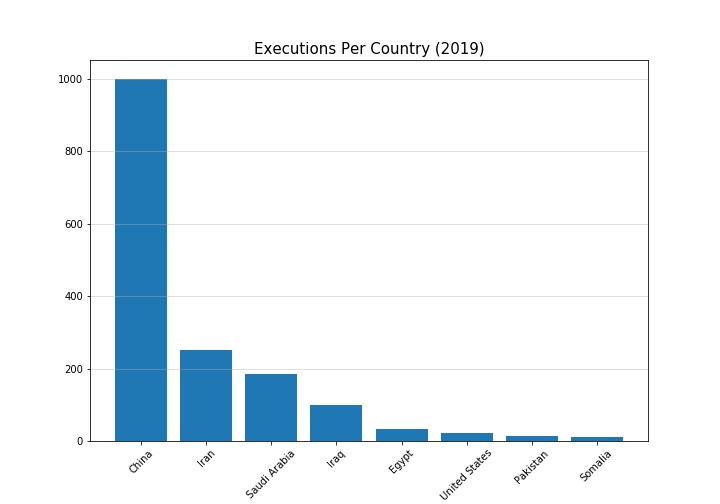 Executions Per Country (2019)
1000
800
600
400
200
0
China
Iran
Saudi Arabia
Iraq
Egypt
United States
Pakistan
Somalia